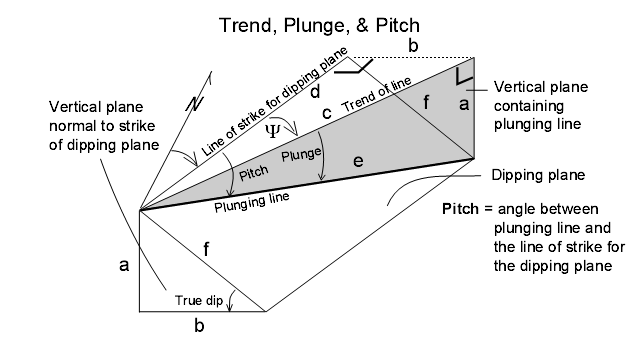 Trend, Plunge, & Pitch
b
N
Line of strike for dipping plane
d
Trend of line
Ψ
c
f
a
Vertical plane
containing
plunging line
Vertical plane
normal to strike
of dipping plane
Pitch
Plunge
e
Plunging line
Dipping plane
Pitch = angle between
plunging line and
the line of strike for
the dipping plane
a
f
True dip
b